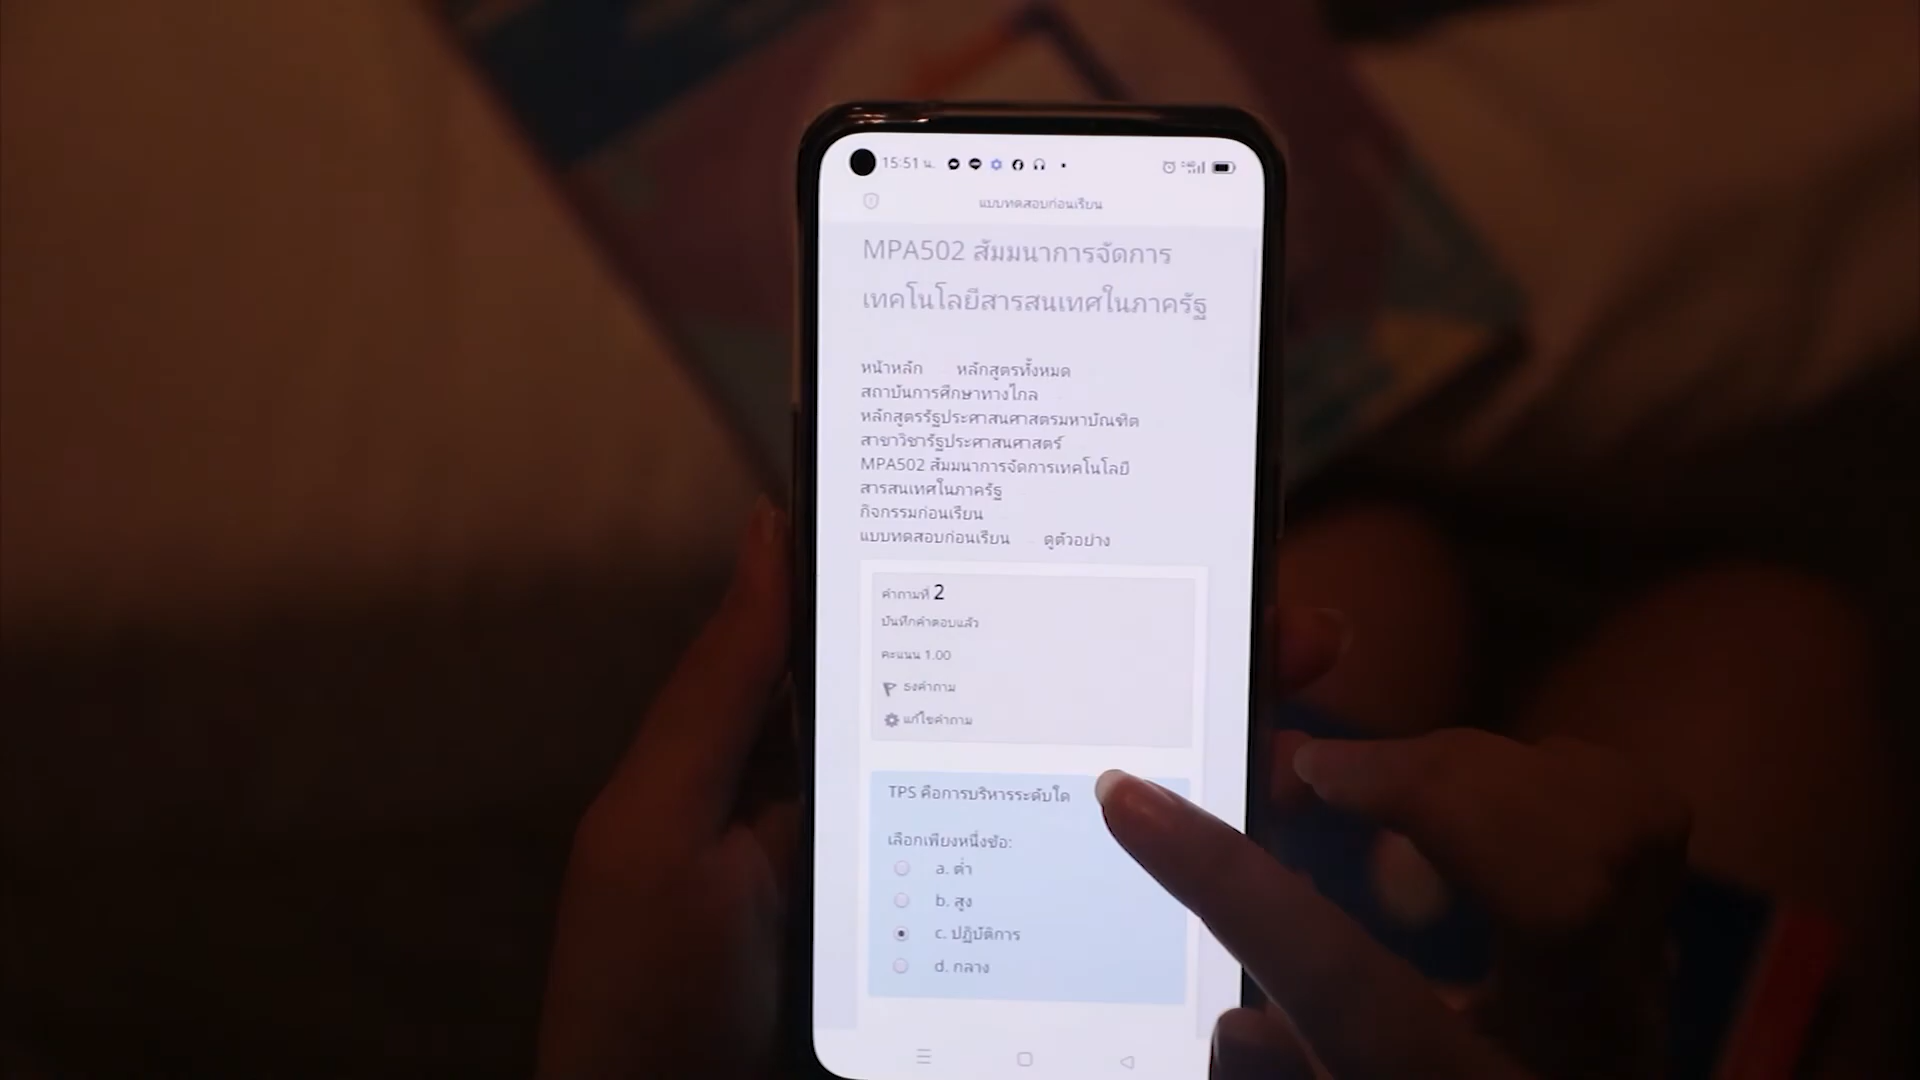 15:51 น.
แบบทดสอบก่อนเรียน
MPA502 สัมมนาการจัดการ
เทคโนโลยีสารสนเทศในภาครัฐ
หน้าหลัก หลักสูตรทั้งหมด
สถาบันการศึกษาทางไกล
หลักสูตรรัฐประศาสนศาสตรมหาบัณฑิต
สาขาวิชารัฐประศาสนศาสตร์
MPA502 สัมมนาการจัดการเทคโนโลยี
สารสนเทศในภาครัฐ
กิจกรรมก่อนเรียน
แบบทดสอบก่อนเรียน ดูตัวอย่าง
คำถามที่ 2
บันทึกคำตอบแล้ว
คะแนน 1.00
ธงคำถาม
แก้ไขคำถาม
TPS คือการบริหารระดับใด
เลือกเพียงหนึ่งข้อ:
a. ต่ำ
b. สูง
c. ปฏิบัติการ
d. กลาง